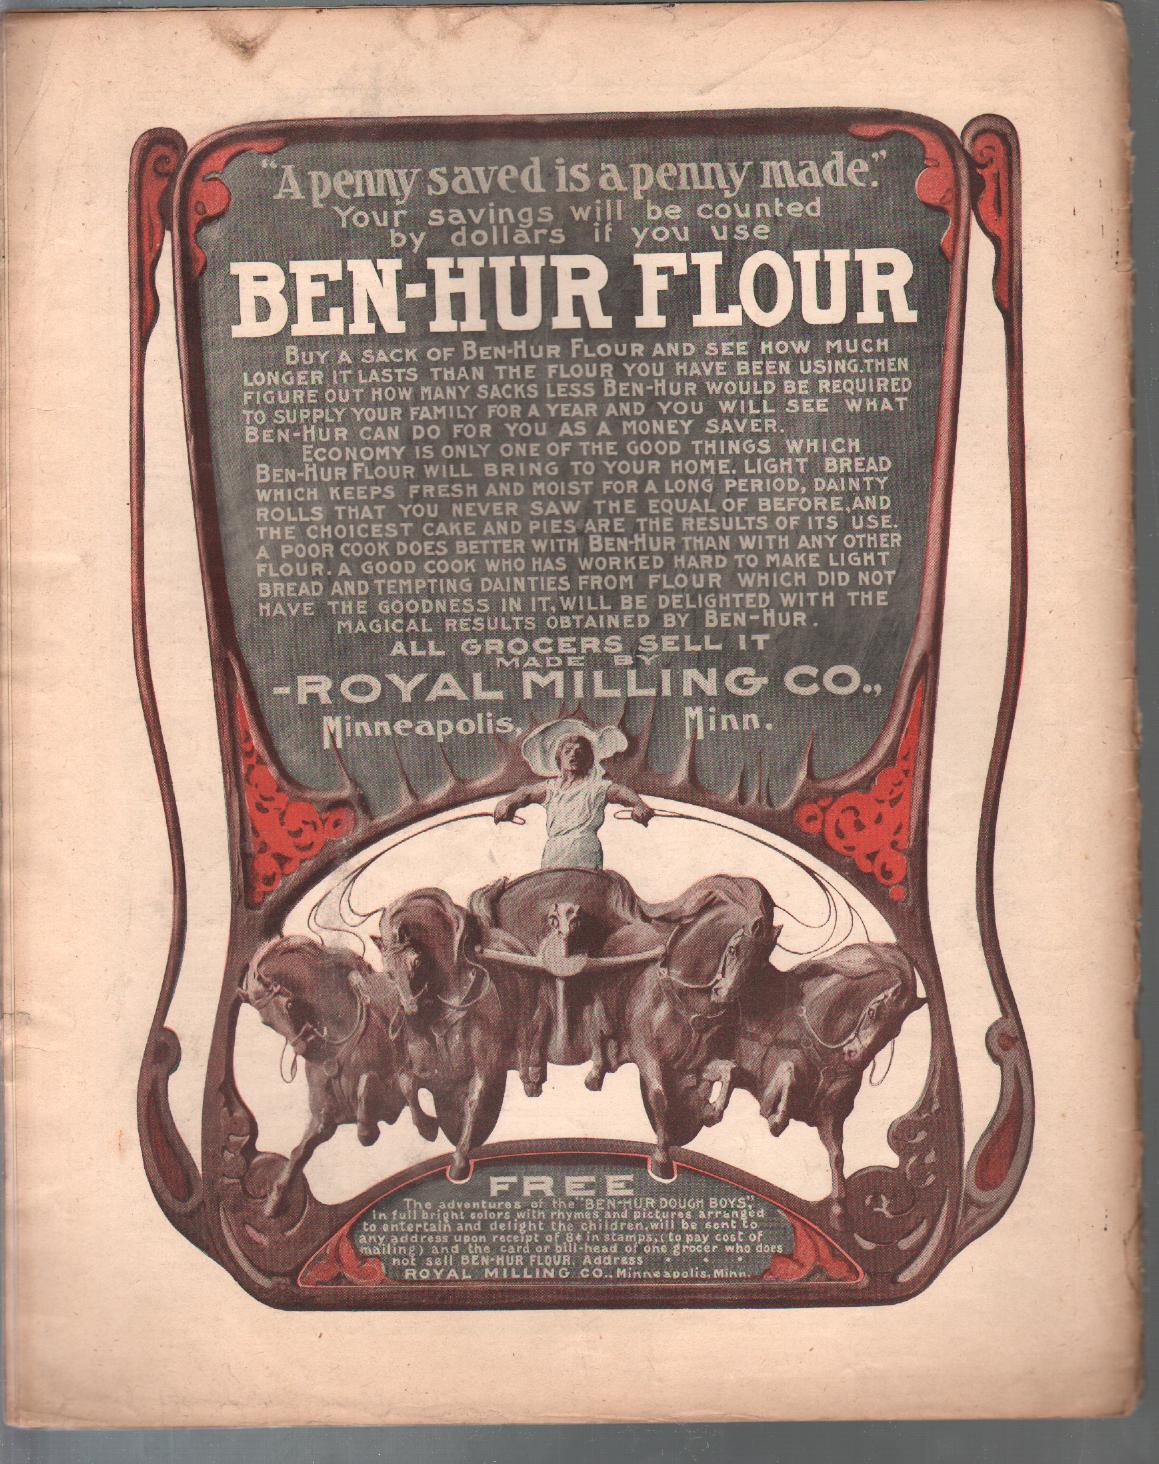 "A penny saved is a penny made."
Your savings will be counted
by dollars if you use
BEN-HUR FLOUR
BUY A SACK OF BEN-HUR FLOUR AND SEE HOW MUCH
LONGER IT LASTS THAN THE FLOUR YOU HAVE BEEN USING. THEN
FIGURE OUT HOW MANY SACKS LESS BEN-HUR WOULD BE REQUIRED
TO SUPPLY YOUR FAMILY FOR A YEAR AND YOU WILL SEE WHAT
BEN-HUR CAN DO FOR YOU AS A MONEY SAVER.
ECONOMY IS ONLY ONE OF THE GOOD THINGS WHICH
BEN-HUR FLOUR WILL BRING TO YOUR HOME. LIGHT BREAD
WHICH KEEPS FRESH AND MOIST FOR A LONG PERIOD, DAINTY
ROLLS THAT YOU NEVER SAW THE EQUAL OF BEFORE, AND
THE CHOICEST CAKE AND PIES ARE THE RESULTS OF ITS USE.
A POOR COOK DOES BETTER WITH BEN-HUR THAN WITH ANY OTHER
FLOUR. A GOOD COOK WHO HAS WORKED HARD TO MAKE LIGHT
BREAD AND TEMPTING DAINTIES FROM FLOUR WHICH DID NOT
HAVE THE GOODNESS IN IT, WILL BE DELIGHTED WITH THE
MAGICAL RESULTS OBTAINED BY BEN-HUR.
ALL GROCERS SELL IT
MADE BY
-ROYAL MILLING CO.,
Minneapolis, Minn.
FREE
The adventures of the "BEN-HUR DOUGH BOYS",
in full bright colors with rhymes and pictures arranged
to entertain and delight the children, will be sent to
any address upon receipt of 8¢ in stamps, (to pay cost of
mailing) and the card or bill-head of one grocer who does
not sell BEN-HUR FLOUR. Address
ROYAL MILLING CO., Minneapolis, Minn.